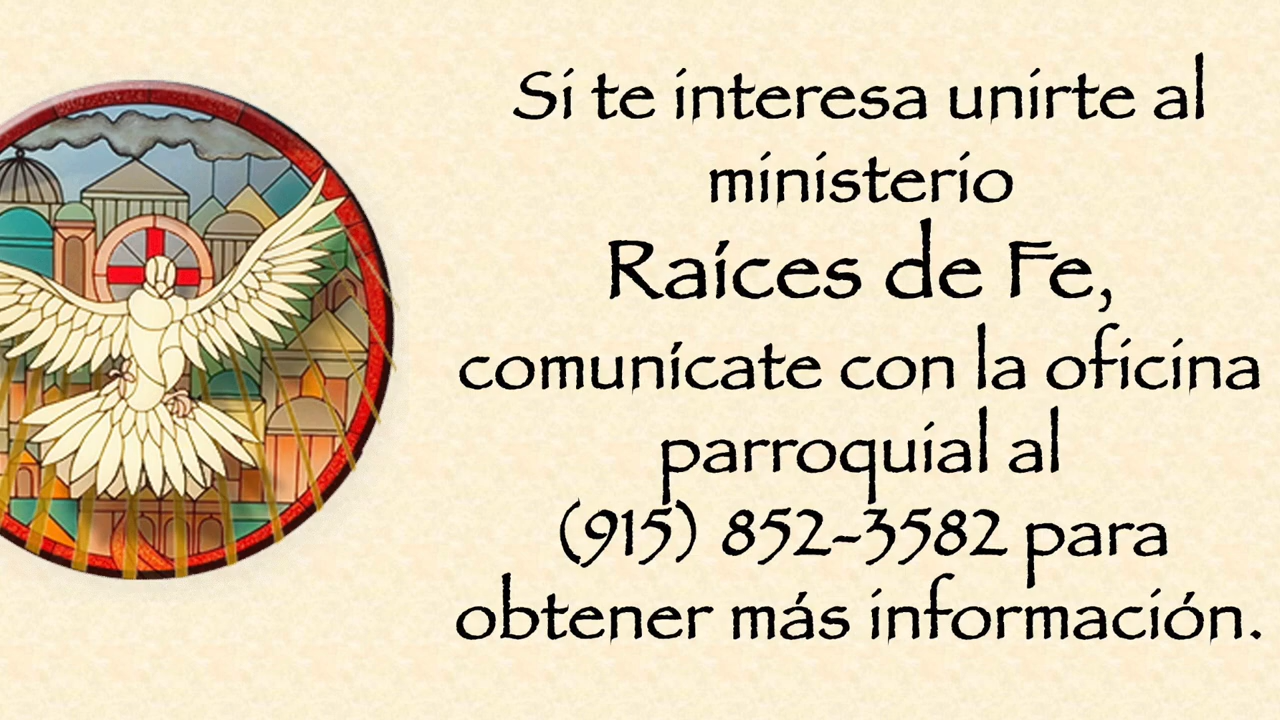 Si te interesa unirte al
ministerio
Raíces de Fe,
comunícate con la oficina
parroquial al
(915) 852-3582 para
obtener más información.